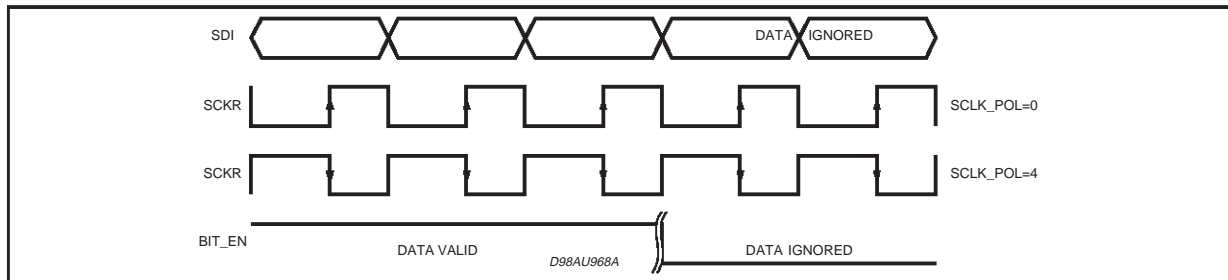 SDI
DATA IGNORED
SCKR
SCLK_POL=0
SCKR
SCLK_POL=4
BIT_EN
DATA VALID
D98AU968A
DATA IGNORED